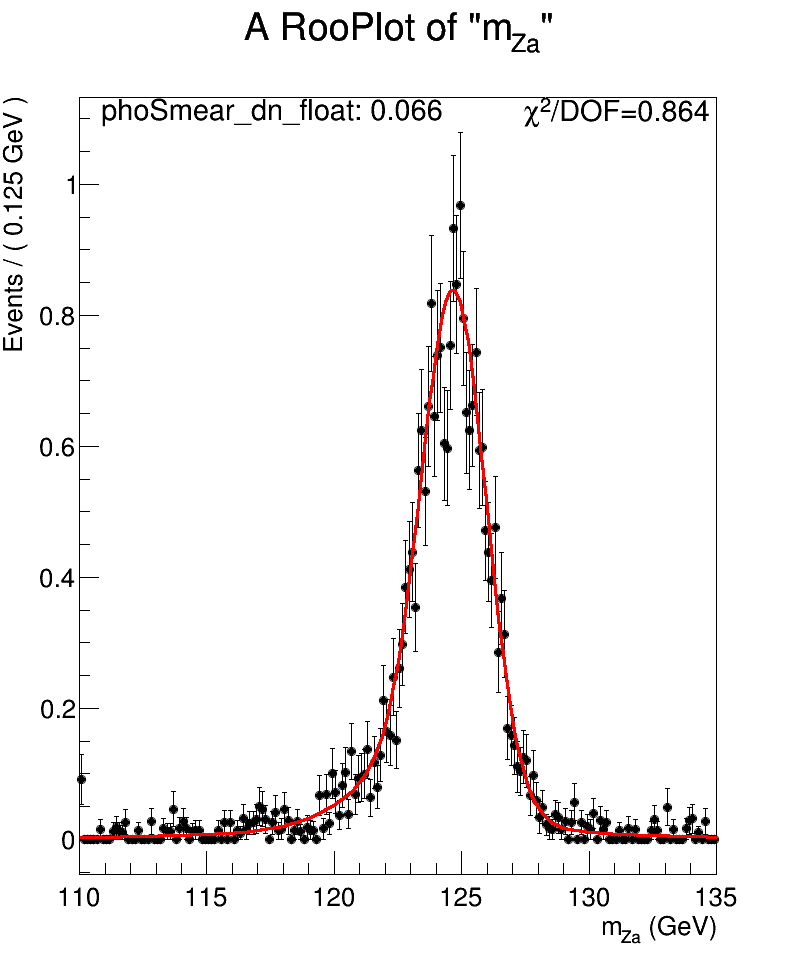 A RooPlot of "m_Za"
phoSmear_dn_float: 0.066
χ²/DOF=0.864
Events / ( 0.125 GeV )
1
0.8
0.6
0.4
0.2
0
110 115 120 125 130 135
m_Za (GeV)